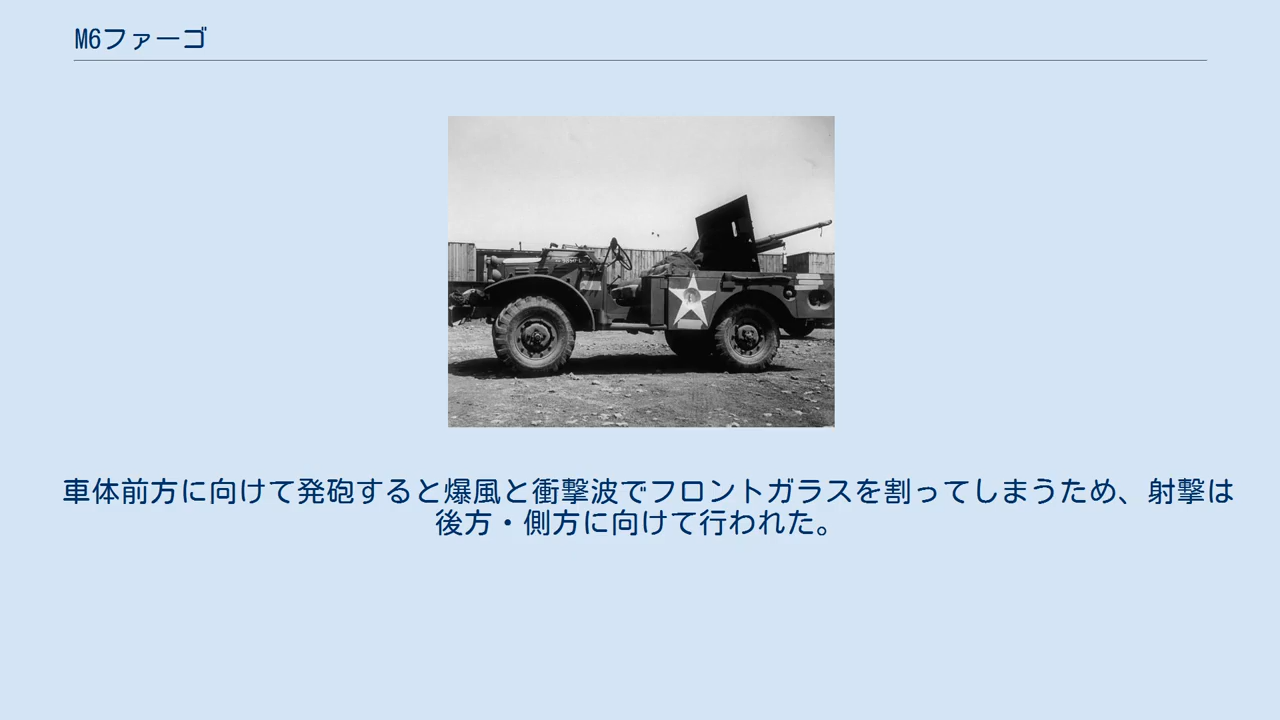 M6ファーゴ
車体前方に向けて発砲すると爆風と衝撃波でフロントガラスを割ってしまうため、射撃は
後方・側方に向けて行われた。